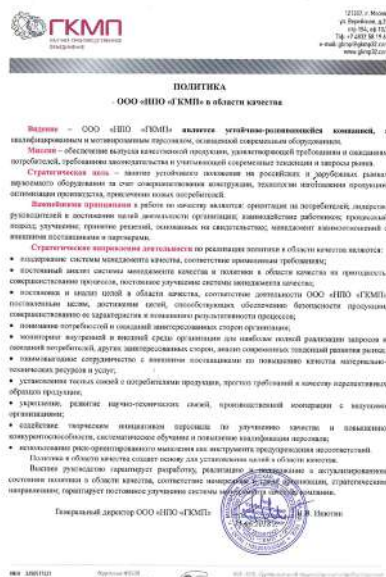 ГКМП
НАУЧНО ПРОИЗВОДСТВЕННОЕ
ОБЪЕДИНЕНИЕ
ПОЛИТИКА
ООО «НПО «ГКМП» в области качества
Видение – ООО «НПО «ГКМП» является устойчиво-развивающейся компанией, с
квалифицированным и мотивированным персоналом, оснащенной современным оборудованием.
Миссия – обеспечение выпуска качественной продукции, удовлетворяющей требованиям и ожиданиям
потребителей, требованиям законодательства и учитывающей современные тенденции и запросы рынка.
Стратегическая цель – занятие устойчивого положения на российских и зарубежных рынках
наукоемкого оборудования за счет совершенствования конструкции, технологии изготовления продукции,
организации производства, привлечения новых потребителей.
Важнейшими принципами в работе по качеству являются: ориентация на потребителей; лидерство
руководителей в достижении целей деятельности организации; взаимодействие работников; процессный
подход; улучшение; принятие решений, основанных на свидетельствах; менеджмент взаимоотношений с
внешними поставщиками и партнерами.
Стратегические направления деятельности по реализации политики в области качества являются:
• поддержание системы менеджмента качества, соответствие применимым требованиям;
• постоянный анализ системы менеджмента качества и политики в области качества на пригодность,
совершенствование процессов, постоянное улучшение системы менеджмента качества;
• постановка и анализ целей в области качества, соответствие деятельности ООО «НПО «ГКМП»
поставленным целям, достижение целей, способствующих обеспечению безопасности продукции,
совершенствованию ее характеристик и повышению результативности процессов;
• понимание потребностей и ожиданий заинтересованных сторон организации;
• мониторинг внутренней и внешней среды организации для наиболее полной реализации запросов и
ожиданий потребителей, других заинтересованных сторон, анализ современных тенденций развития рынка;
• взаимовыгодное сотрудничество с внешними поставщиками по повышению качества материально-
технических ресурсов и услуг;
• установление тесных связей с потребителями продукции, прогноз требований к качеству перспективных
образцов продукции;
• укрепление, развитие научно-технических связей, производственной кооперации с ведущими
организациями;
• содействие творческим инициативам персонала по улучшению качества и повышению
конкурентоспособности, систематическое обучение и повышение квалификации персонала;
• использование риск-ориентированного мышления как инструмента предупреждения несоответствий.
Политика в области качества создает основу для установления целей в области качества.
Высшее руководство гарантирует разработку, реализацию и поддержание в актуализированном
состоянии политики в области качества, соответствие намерениям и среде организации, стратегическим
направлениям; гарантирует постоянное улучшение системы менеджмента качества компании.
Генеральный директор ООО «НПО «ГКМП»